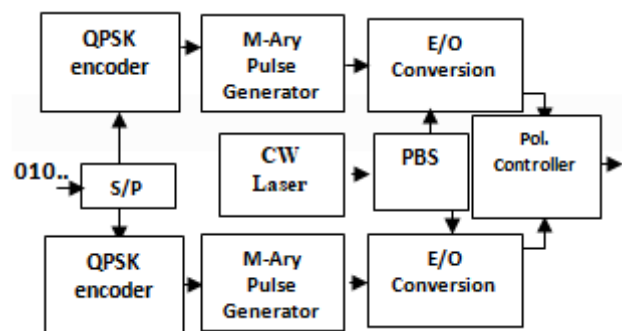 QPSK
encoder
M-Ary
Pulse
Generator
E/O
Conversion
010..
S/P
CW
Laser
PBS
Pol.
Controller
QPSK
encoder
M-Ary
Pulse
Generator
E/O
Conversion